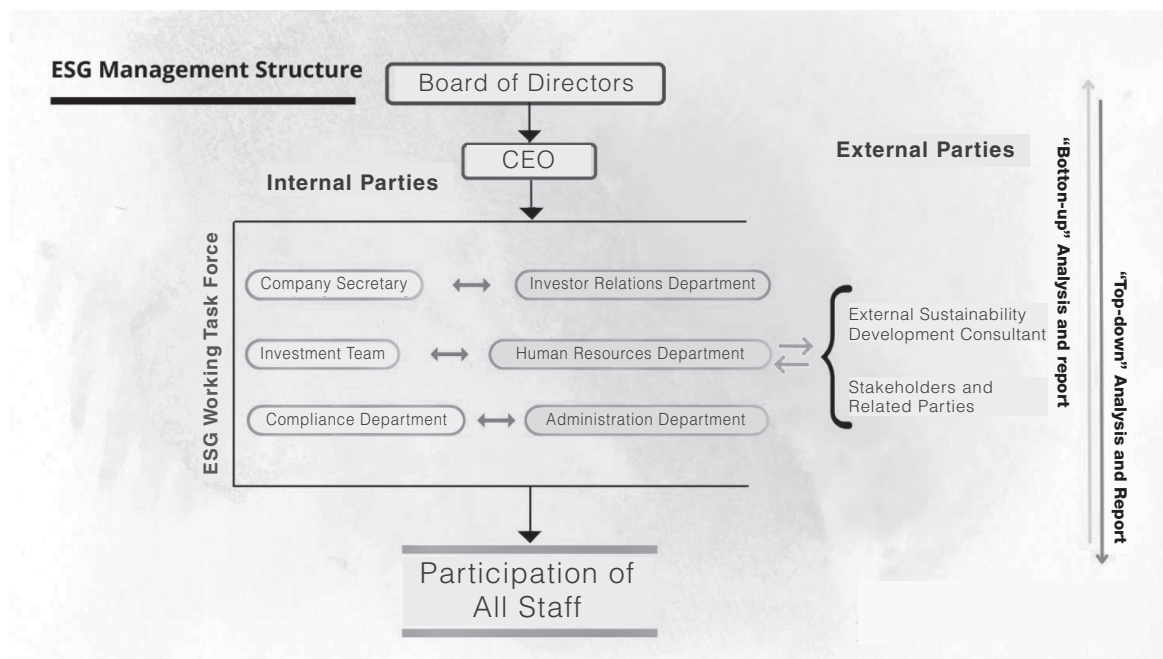 ESG Management Structure
Board of Directors
CEO
Internal Parties
External Parties
ESG Working Task Force
Company Secretary
Investor Relations Department
Investment Team
Human Resources Department
Compliance Department
Administration Department
External Sustainability
Development Consultant
Stakeholders and
Related Parties
"Botton-up" Analysis and report
"Top-down" Analysis and Report
Participation of
All Staff